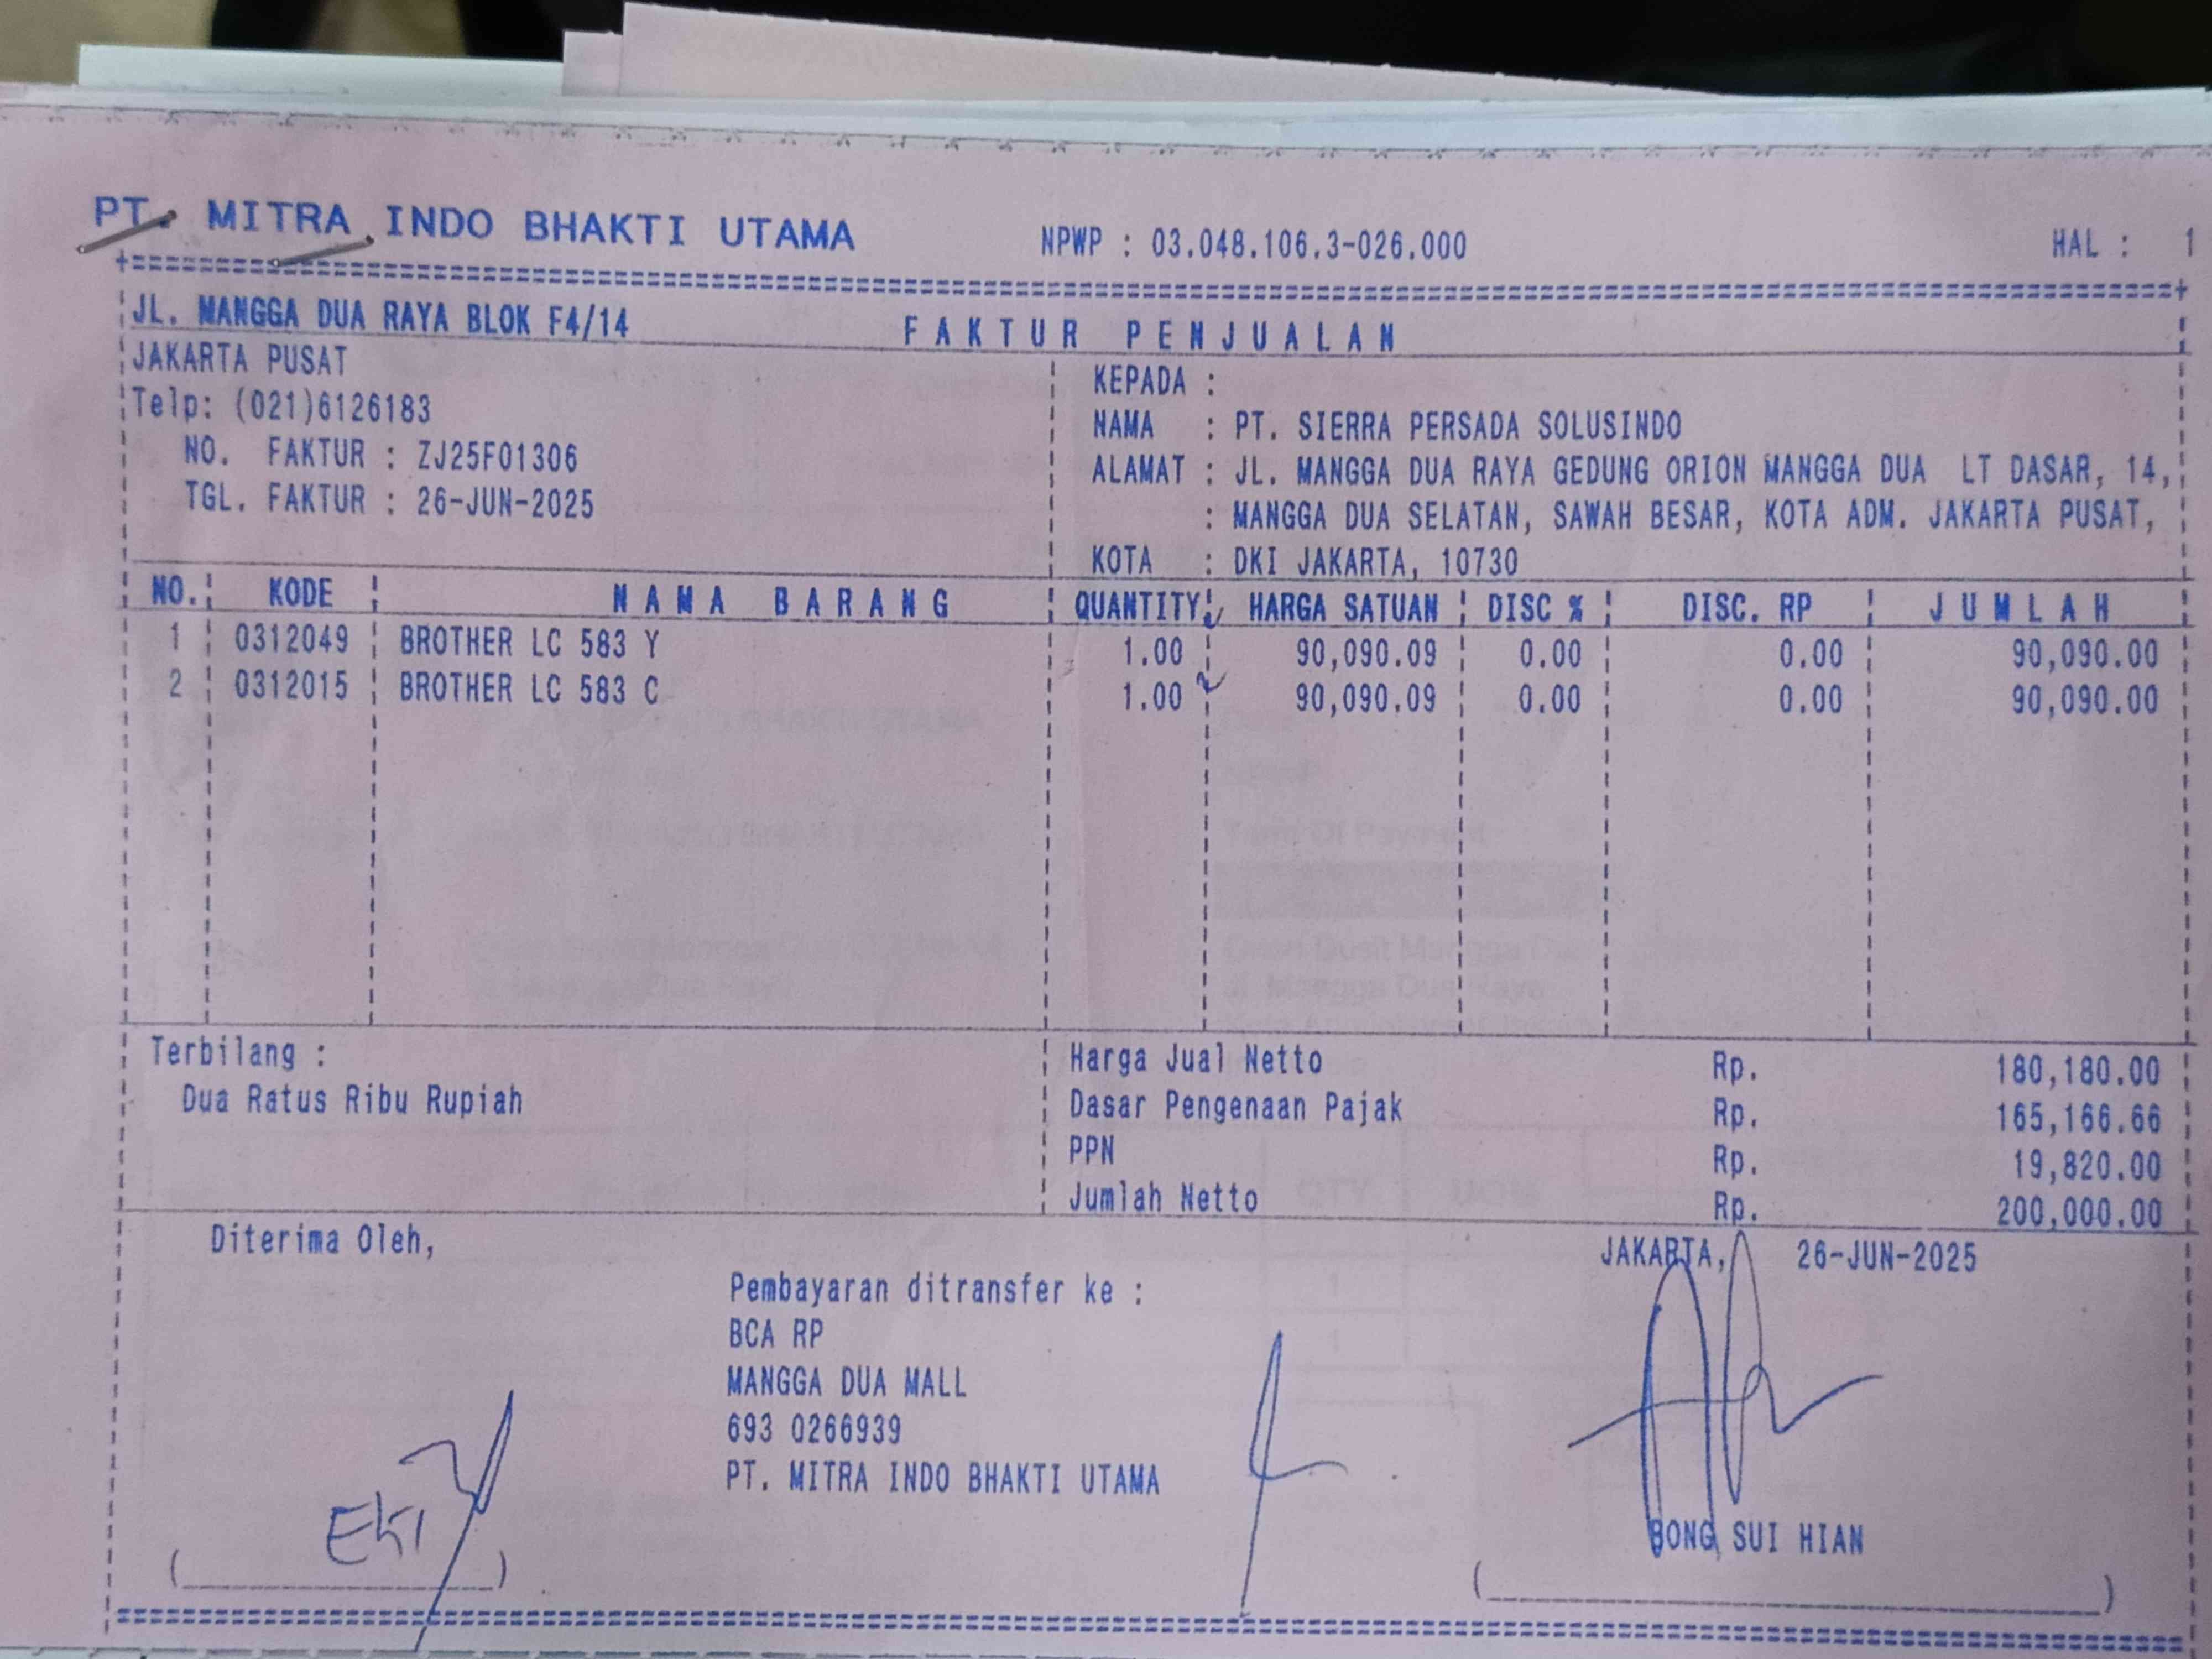 PT. MITRA INDO BHAKTI UTAMA NPWP : 03.048.106.3-026.000 HAL : 1
JL. MANGGA DUA RAYA BLOK F4/14 FAKTUR PENJUALAN
JAKARTA PUSAT
Telp: (021)6126183
NO. FAKTUR : ZJ25F01306
TGL. FAKTUR : 26-JUN-2025
KEPADA :
NAMA : PT. SIERRA PERSADA SOLUSINDO
ALAMAT : JL. MANGGA DUA RAYA GEDUNG ORION MANGGA DUA LT DASAR, 14,
: MANGGA DUA SELATAN, SAWAH BESAR, KOTA ADM. JAKARTA PUSAT,
KOTA : DKI JAKARTA, 10730
NO. KODE NAMA BARANG QUANTITY HARGA SATUAN DISC % DISC. RP JUMLAH
1 0312049 BROTHER LC 583 Y 1.00 90,090.09 0.00 0.00 90,090.00
2 0312015 BROTHER LC 583 C 1.00 90,090.09 0.00 0.00 90,090.00
Terbilang :
Dua Ratus Ribu Rupiah
Harga Jual Netto Rp. 180,180.00
Dasar Pengenaan Pajak Rp. 165,166.66
PPN Rp. 19,820.00
Jumlah Netto Rp. 200,000.00
Diterima Oleh,
Eki
Pembayaran ditransfer ke :
BCA RP
MANGGA DUA MALL
693 0266939
PT. MITRA INDO BHAKTI UTAMA
JAKARTA, 26-JUN-2025
BONG SUI HIAN